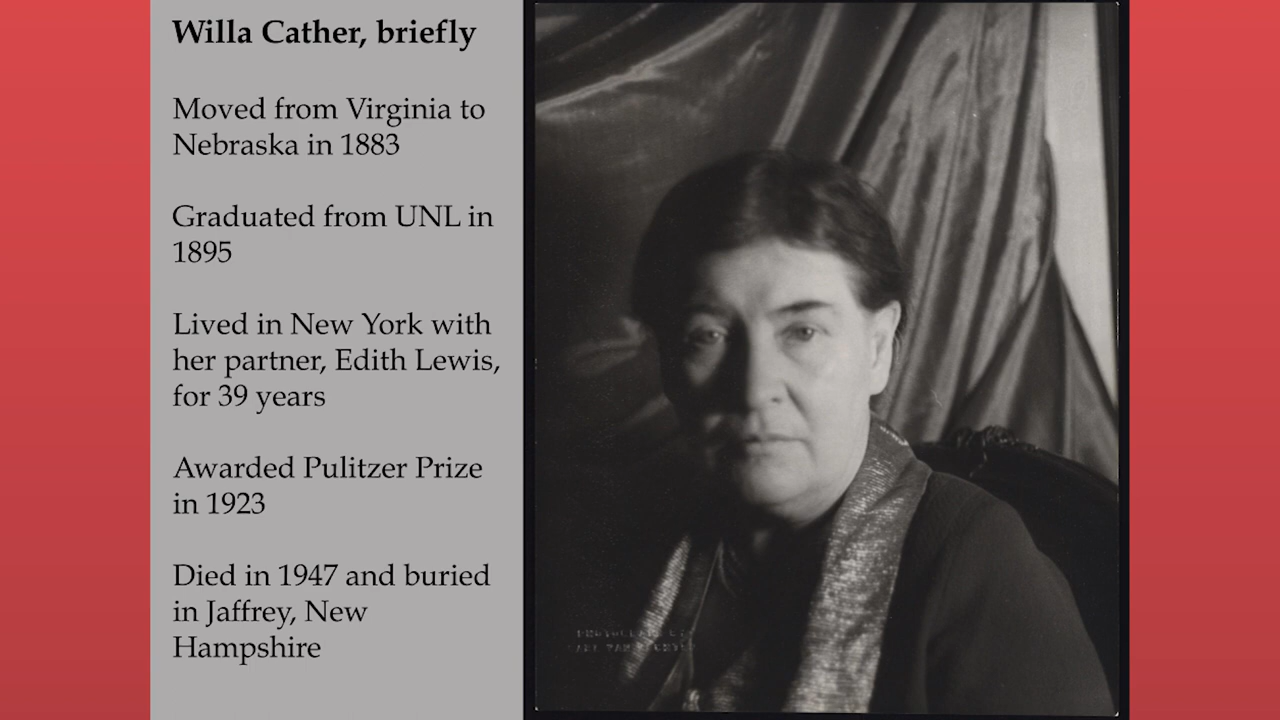 Willa Cather, briefly
Moved from Virginia to
Nebraska in 1883
Graduated from UNL in
1895
Lived in New York with
her partner, Edith Lewis,
for 39 years
Awarded Pulitzer Prize
in 1923
Died in 1947 and buried
in Jaffrey, New
Hampshire